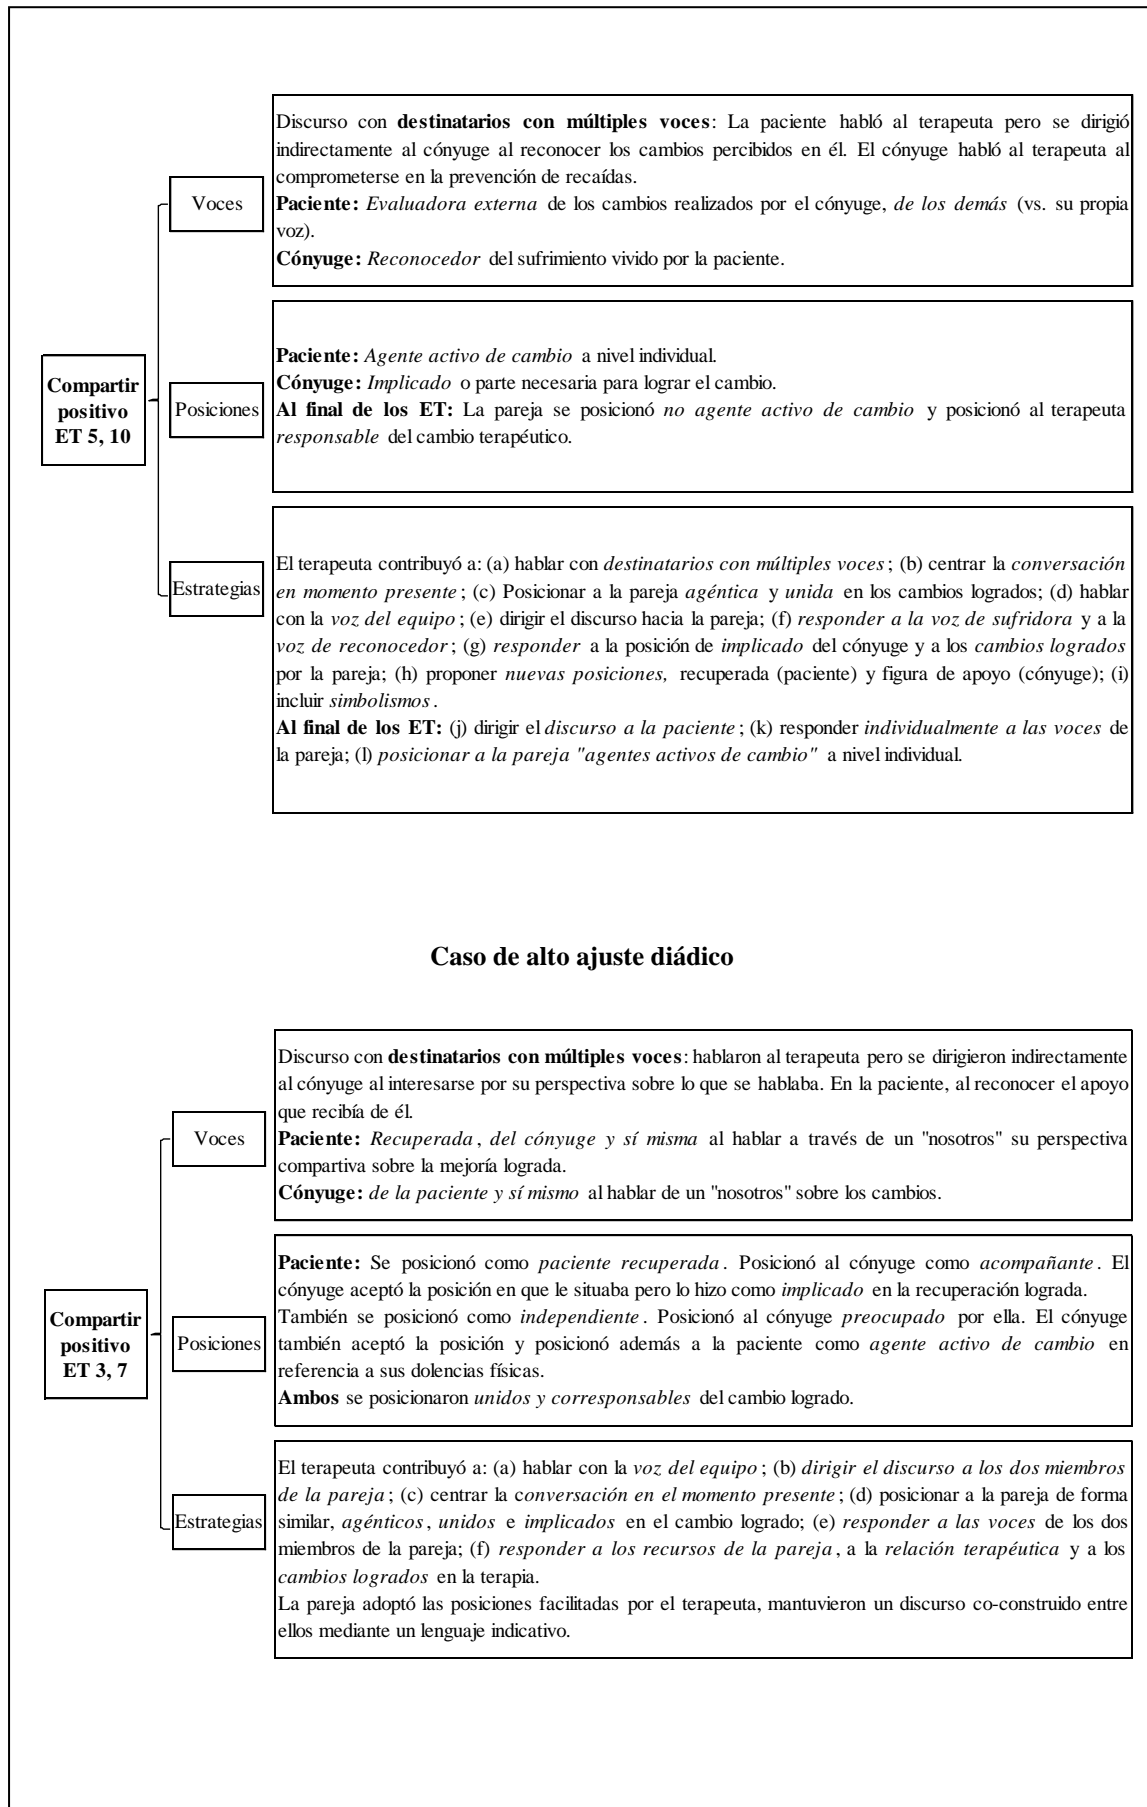 Discurso con destinatarios con múltiples voces: La paciente habló al terapeuta pero se dirigió
indirectamente al cónyuge al reconocer los cambios percibidos en él. El cónyuge habló al terapeuta al
comprometerse en la prevención de recaídas.
Paciente: Evaluadora externa de los cambios realizados por el cónyuge, de los demás (vs. su propia
voz).
Cónyuge: Reconocedor del sufrimiento vivido por la paciente.
Voces
Compartir
positivo
ET 5, 10
Posiciones
Paciente: Agente activo de cambio a nivel individual.
Cónyuge: Implicado o parte necesaria para lograr el cambio.
Al final de los ET: La pareja se posicionó no agente activo de cambio y posicionó al terapeuta
responsable del cambio terapéutico.
Estrategias
El terapeuta contribuyó a: (a) hablar con destinatarios con múltiples voces; (b) centrar la conversación
en momento presente; (c) Posicionar a la pareja agéntica y unida en los cambios logrados; (d) hablar
con la voz del equipo; (e) dirigir el discurso hacia la pareja; (f) responder a la voz de sufridora y a la
voz de reconocedor; (g) responder a la posición de implicado del cónyuge y a los cambios logrados
por la pareja; (h) proponer nuevas posiciones, recuperada (paciente) y figura de apoyo (cónyuge); (i)
incluir simbolismos.
Al final de los ET: (j) dirigir el discurso a la paciente; (k) responder individualmente a las voces de
la pareja; (l) posicionar a la pareja "agentes activos de cambio" a nivel individual.
Caso de alto ajuste diádico
Discurso con destinatarios con múltiples voces: hablaron al terapeuta pero se dirigieron indirectamente
al cónyuge al interesarse por su perspectiva sobre lo que se hablaba. En la paciente, al reconocer el apoyo
que recibía de él.
Paciente: Recuperada, del cónyuge y sí misma al hablar a través de un "nosotros" su perspectiva
compartiva sobre la mejoría lograda.
Cónyuge: de la paciente y sí mismo al hablar de un "nosotros" sobre los cambios.
Voces
Compartir
positivo
ET 3, 7
Posiciones
Paciente: Se posicionó como paciente recuperada. Posicionó al cónyuge como acompañante. El
cónyuge aceptó la posición en que le situaba pero lo hizo como implicado en la recuperación lograda.
También se posicionó como independiente. Posicionó al cónyuge preocupado por ella. El cónyuge
también aceptó la posición y posicionó además a la paciente como agente activo de cambio en
referencia a sus dolencias físicas.
Ambos se posicionaron unidos y corresponsables del cambio logrado.
Estrategias
El terapeuta contribuyó a: (a) hablar con la voz del equipo; (b) dirigir el discurso a los dos miembros
de la pareja; (c) centrar la conversación en el momento presente; (d) posicionar a la pareja de forma
similar, agénticos, unidos e implicados en el cambio logrado; (e) responder a las voces de los dos
miembros de la pareja; (f) responder a los recursos de la pareja, a la relación terapéutica y a los
cambios logrados en la terapia.
La pareja adoptó las posiciones facilitadas por el terapeuta, mantuvieron un discurso co-construido entre
ellos mediante un lenguaje indicativo.